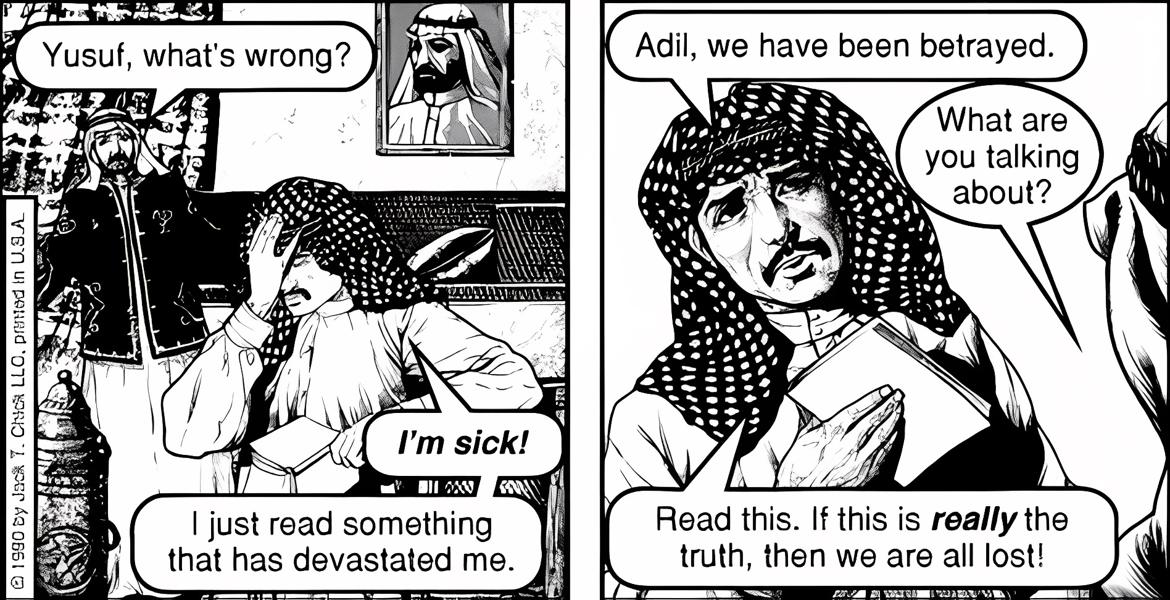 Yusuf, what's wrong?
I'm sick!
I just read something
that has devastated me.
© 1990 by Jack T. Chick LLC. printed in U.S.A.
Adil, we have been betrayed.
What are
you talking
about?
Read this. If this is really the
truth, then we are all lost!